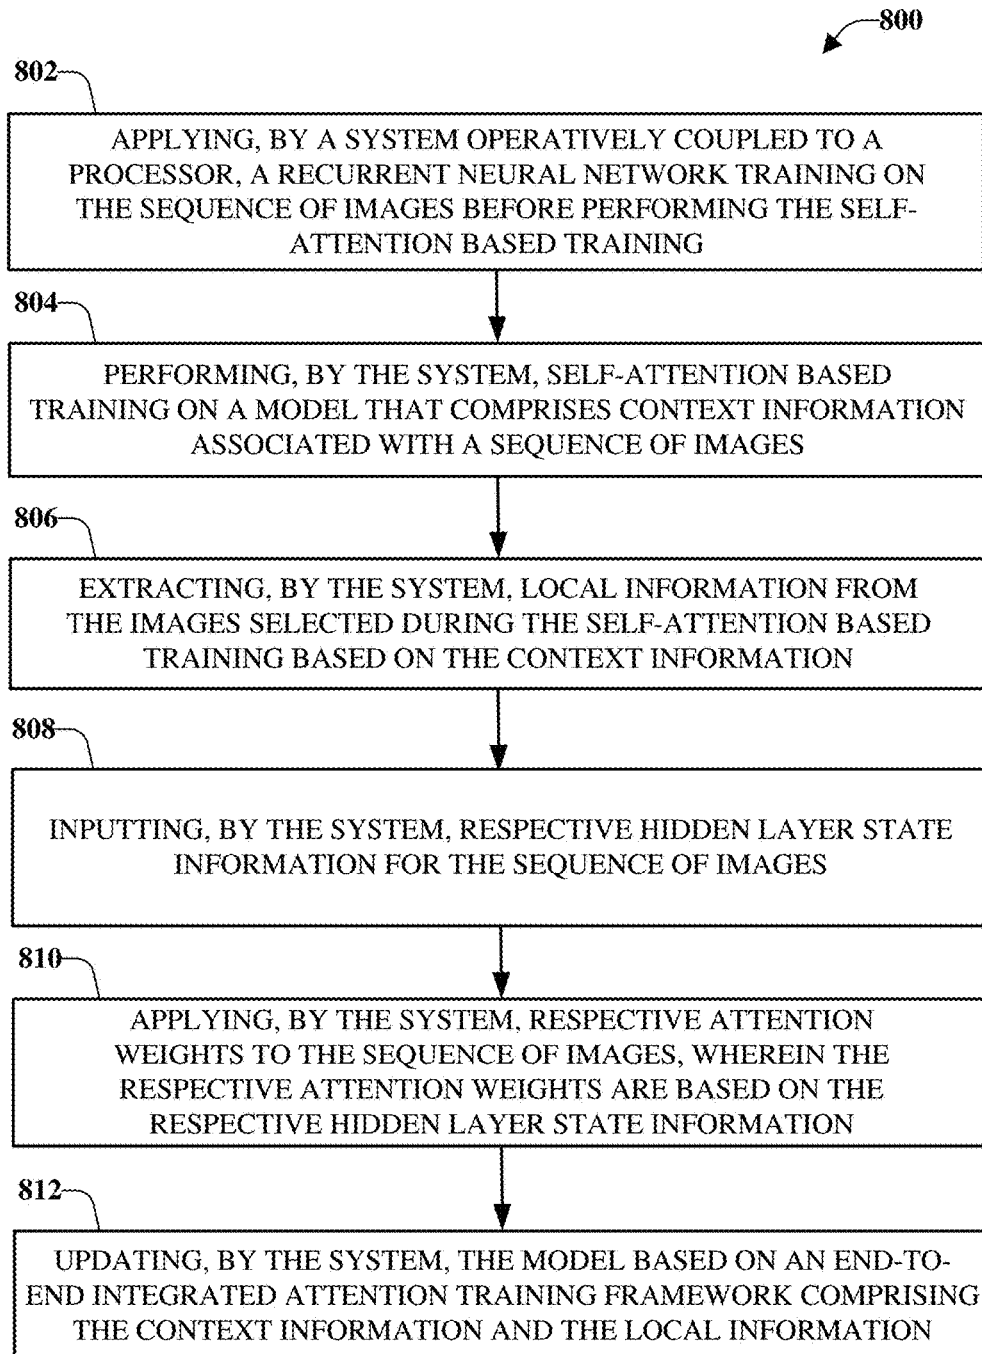 800
802
APPLYING, BY A SYSTEM OPERATIVELY COUPLED TO A
PROCESSOR, A RECURRENT NEURAL NETWORK TRAINING ON
THE SEQUENCE OF IMAGES BEFORE PERFORMING THE SELF-
ATTENTION BASED TRAINING
804
PERFORMING, BY THE SYSTEM, SELF-ATTENTION BASED
TRAINING ON A MODEL THAT COMPRISES CONTEXT INFORMATION
ASSOCIATED WITH A SEQUENCE OF IMAGES
806
EXTRACTING, BY THE SYSTEM, LOCAL INFORMATION FROM
THE IMAGES SELECTED DURING THE SELF-ATTENTION BASED
TRAINING BASED ON THE CONTEXT INFORMATION
808
INPUTTING, BY THE SYSTEM, RESPECTIVE HIDDEN LAYER STATE
INFORMATION FOR THE SEQUENCE OF IMAGES
810
APPLYING, BY THE SYSTEM, RESPECTIVE ATTENTION
WEIGHTS TO THE SEQUENCE OF IMAGES, WHEREIN THE
RESPECTIVE ATTENTION WEIGHTS ARE BASED ON THE
RESPECTIVE HIDDEN LAYER STATE INFORMATION
812
UPDATING, BY THE SYSTEM, THE MODEL BASED ON AN END-TO-
END INTEGRATED ATTENTION TRAINING FRAMEWORK COMPRISING
THE CONTEXT INFORMATION AND THE LOCAL INFORMATION